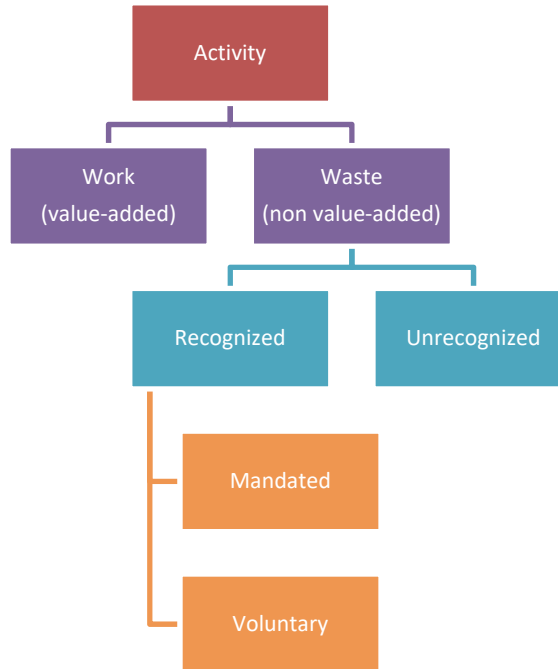 Activity
Work
(value-added)
Waste
(non value-added)
Recognized
Unrecognized
Mandated
Voluntary